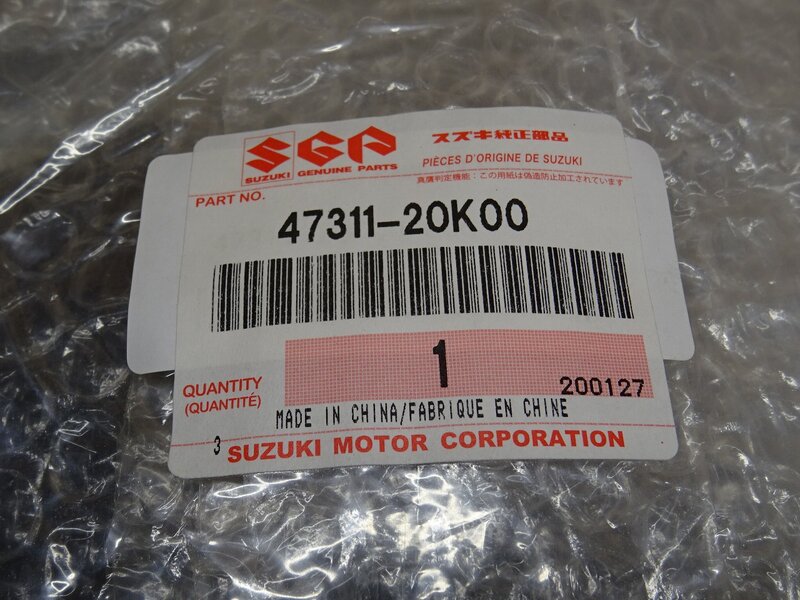 SGP
SUZUKI GENUINE PARTS
スズキ純正部品
PIÈCES D'ORIGINE DE SUZUKI
真贋判定機能:この用紙は偽造防止加工されています
PART NO.
47311-20K00
1
QUANTITY
(QUANTITÉ)
200127
MADE IN CHINA/FABRIQUE EN CHINE
3
SUZUKI MOTOR CORPORATION